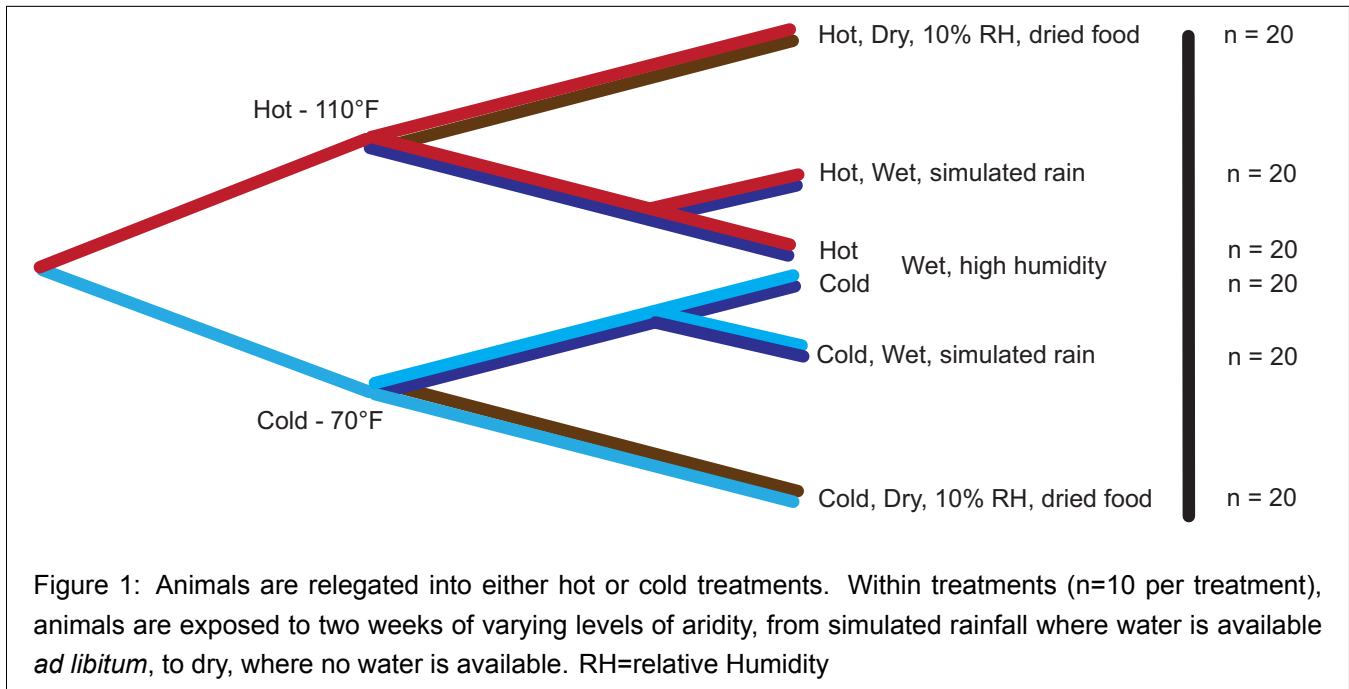 Hot, Dry, 10% RH, dried food n = 20
Hot - 110°F
Hot, Wet, simulated rain n = 20
Hot n = 20
Wet, high humidity
Cold n = 20
Cold, Wet, simulated rain n = 20
Cold - 70°F
Cold, Dry, 10% RH, dried food n = 20
Figure 1: Animals are relegated into either hot or cold treatments. Within treatments (n=10 per treatment),
animals are exposed to two weeks of varying levels of aridity, from simulated rainfall where water is available
ad libitum, to dry, where no water is available. RH=relative Humidity